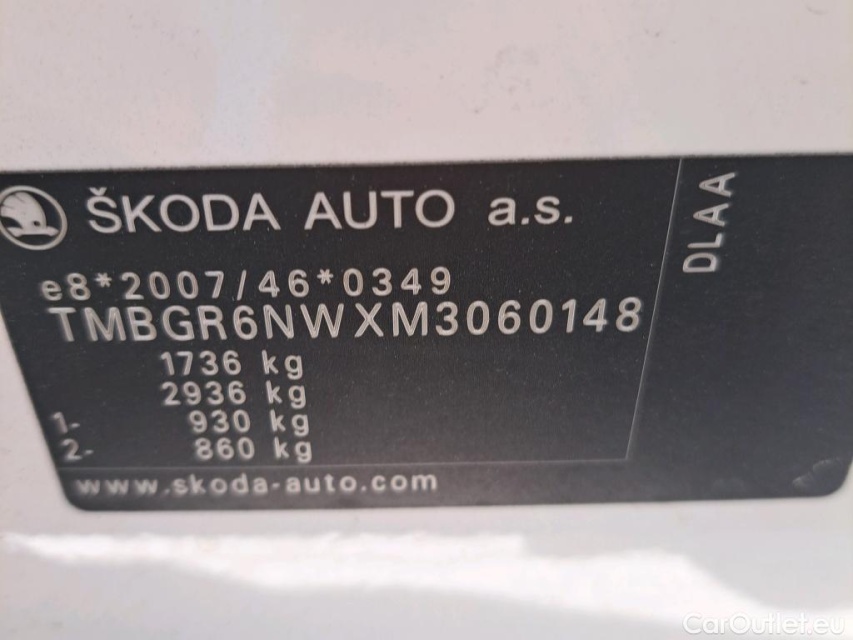 ŠKODA AUTO a.s.
DLAA
e8*2007/46*0349
TMBGR6NWXM3060148
1736 kg
2936 kg
1- 930 kg
2- 860 kg
www.skoda-auto.com
CarOutlet.eu